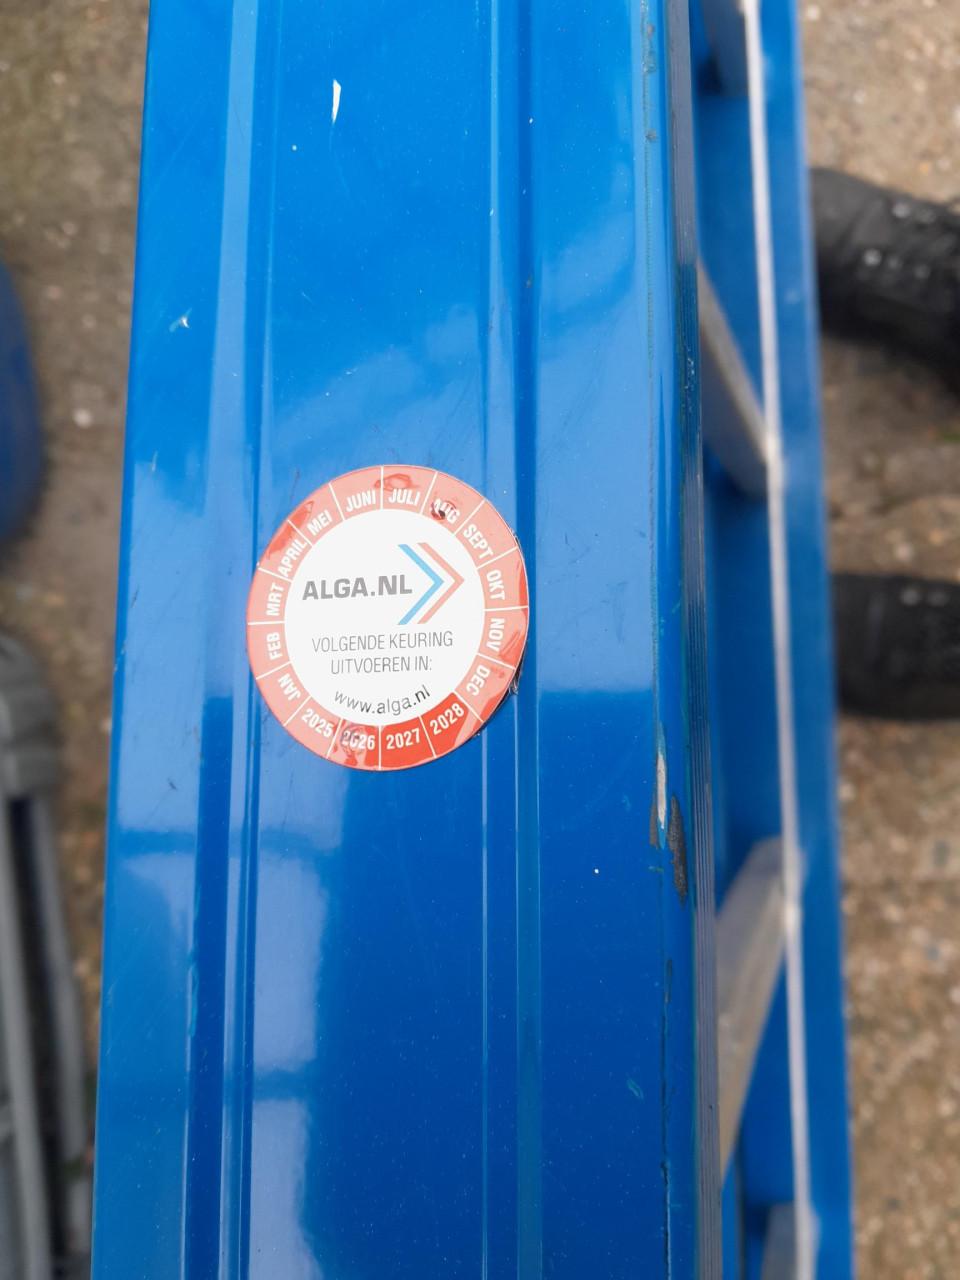 JAN FEB MRT APRIL MEI JUNI JULI AUG SEPT OKT NOV DEC
ALGA.NL
VOLGENDE KEURING
UITVOEREN IN:
www.alga.nl
2025 2026 2027 2028